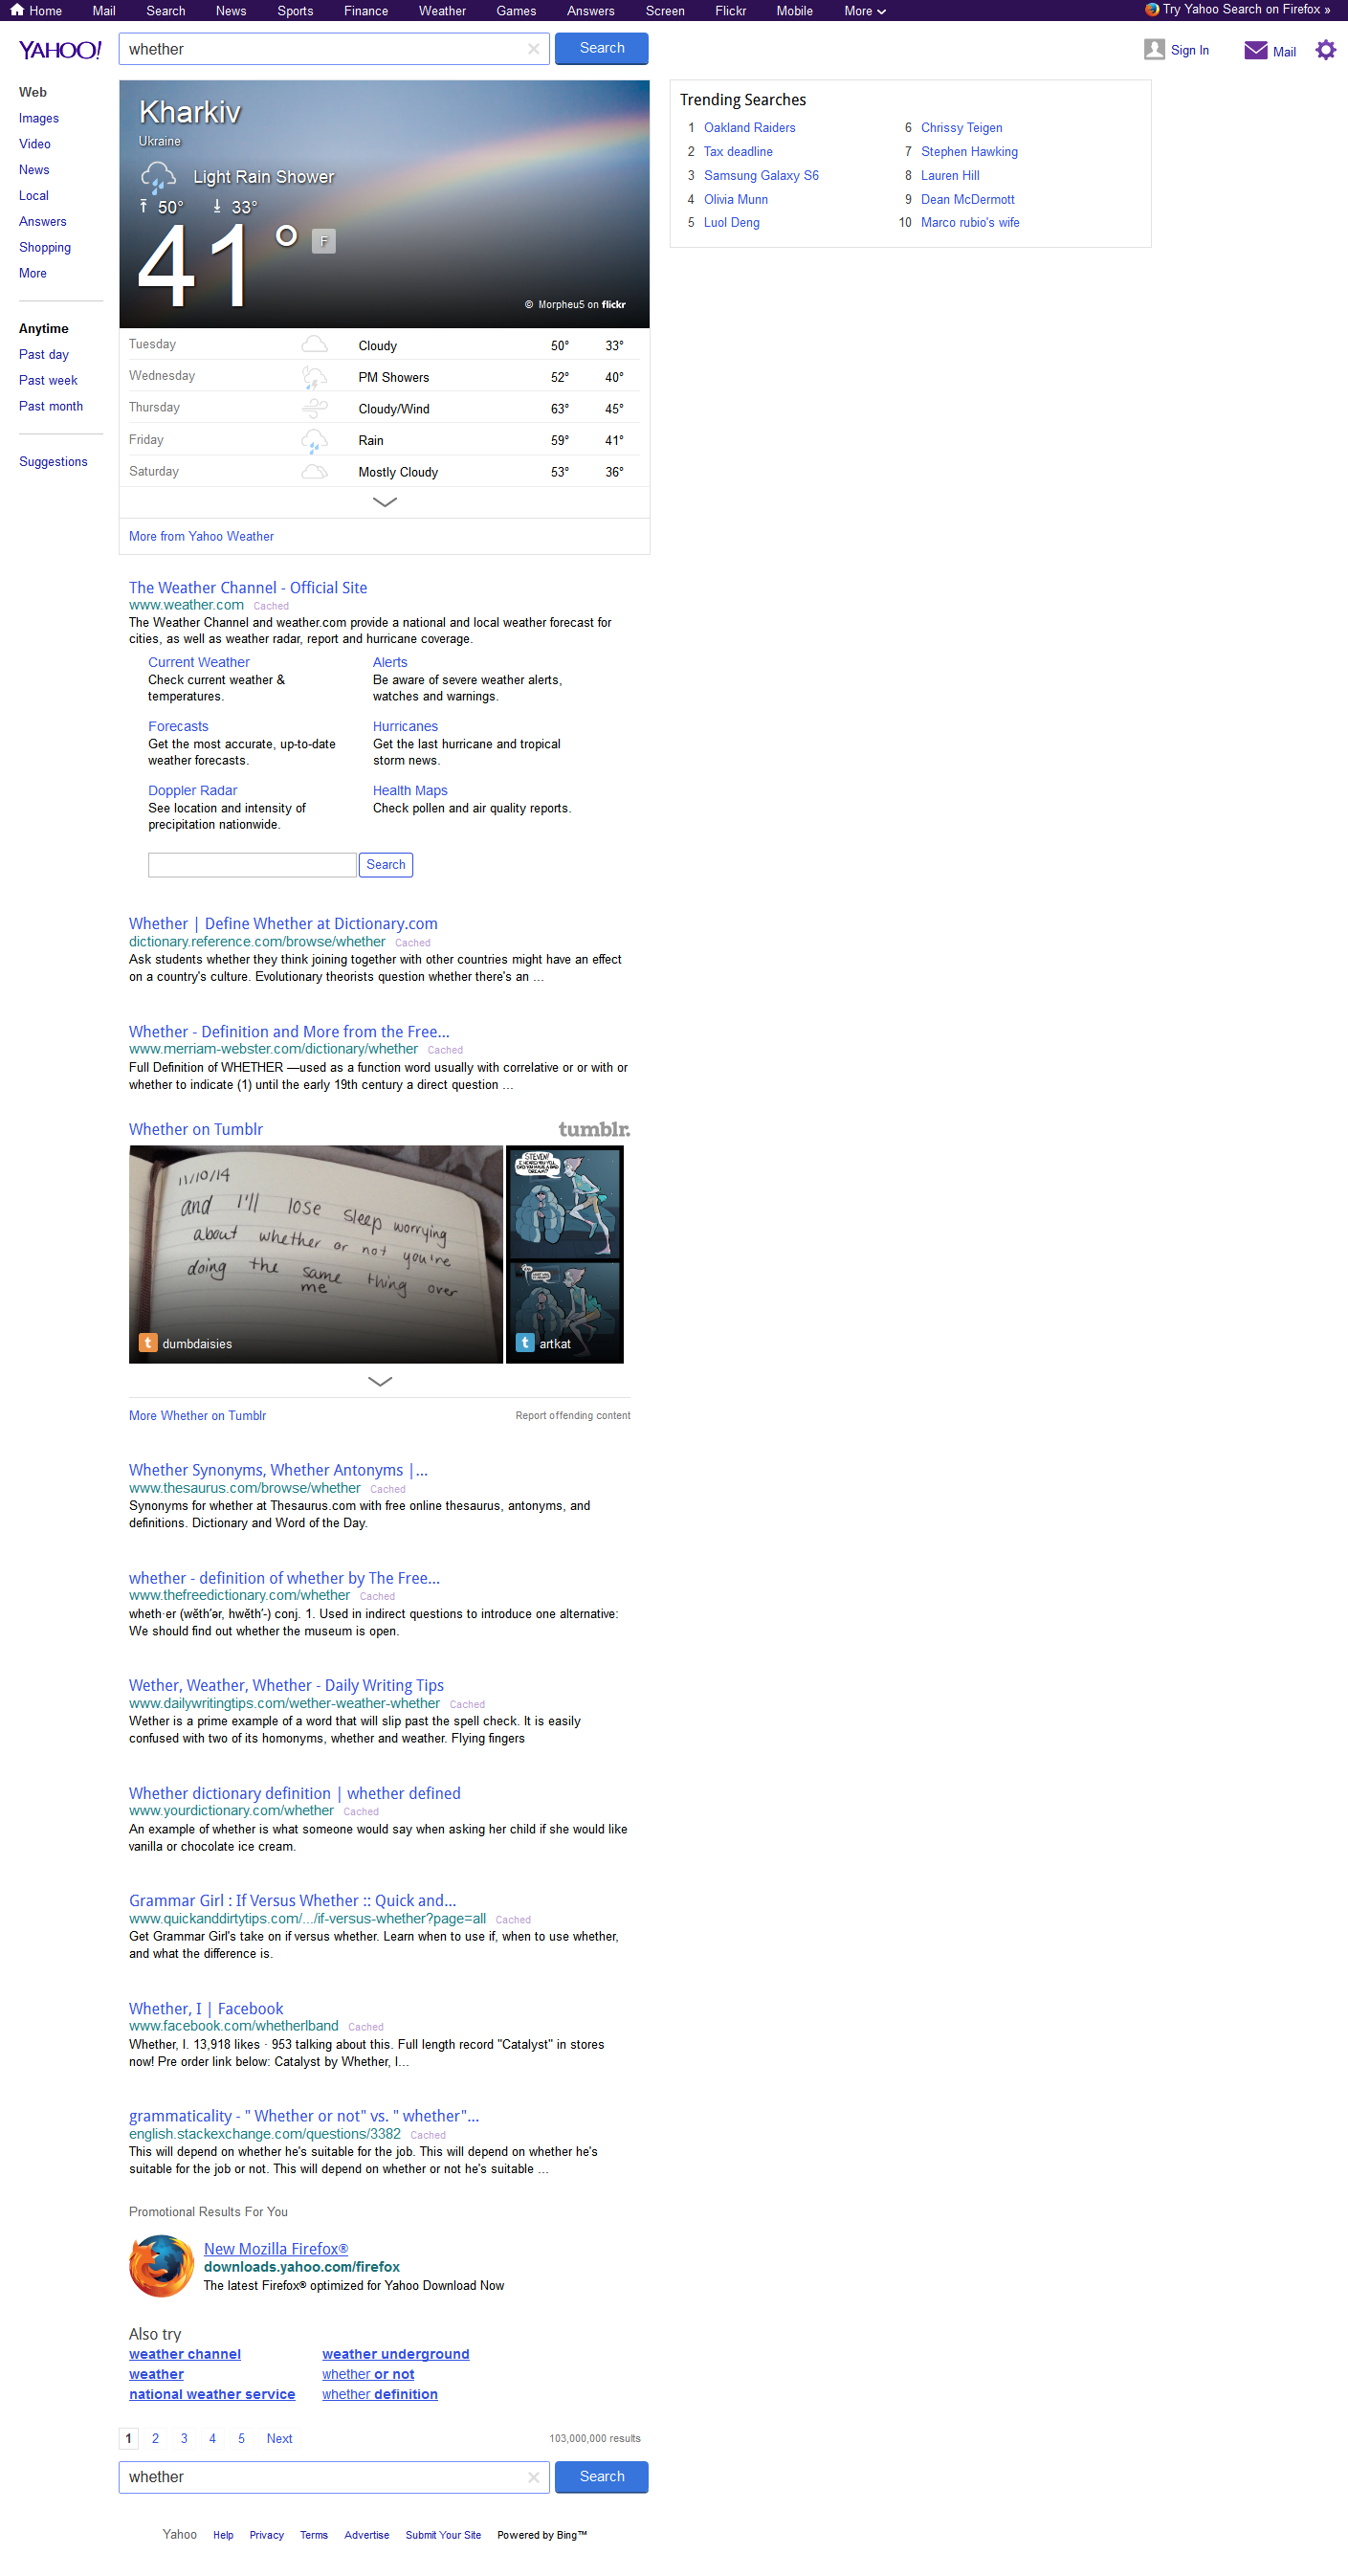 Home Mail Search News Sports Finance Weather Games Answers Screen Flickr Mobile More Try Yahoo Search on Firefox »
YAHOO! whether Search Sign In Mail
Web
Images
Video
News
Local
Answers
Shopping
More
Anytime
Past day
Past week
Past month
Suggestions
Kharkiv
Ukraine
Light Rain Shower
50° 33°
41° F
© Morpheu5 on flickr
Tuesday Cloudy 50° 33°
Wednesday PM Showers 52° 40°
Thursday Cloudy/Wind 63° 45°
Friday Rain 59° 41°
Saturday Mostly Cloudy 53° 36°
More from Yahoo Weather
Trending Searches
1 Oakland Raiders
2 Tax deadline
3 Samsung Galaxy S6
4 Olivia Munn
5 Luol Deng
6 Chrissy Teigen
7 Stephen Hawking
8 Lauren Hill
9 Dean McDermott
10 Marco rubio's wife
The Weather Channel - Official Site
www.weather.com Cached
The Weather Channel and weather.com provide a national and local weather forecast for
cities, as well as weather radar, report and hurricane coverage.
Current Weather
Check current weather &
temperatures.
Alerts
Be aware of severe weather alerts,
watches and warnings.
Forecasts
Get the most accurate, up-to-date
weather forecasts.
Hurricanes
Get the last hurricane and tropical
storm news.
Doppler Radar
See location and intensity of
precipitation nationwide.
Health Maps
Check pollen and air quality reports.
Search
Whether | Define Whether at Dictionary.com
dictionary.reference.com/browse/whether Cached
Ask students whether they think joining together with other countries might have an effect
on a country's culture. Evolutionary theorists question whether there's an ...
Whether - Definition and More from the Free...
www.merriam-webster.com/dictionary/whether Cached
Full Definition of WHETHER —used as a function word usually with correlative or or with or
whether to indicate (1) until the early 19th century a direct question ...
Whether on Tumblr tumblr.
11/10/14
and I'll lose sleep worrying
about whether or not you're
doing the same thing over
me
dumbdaisies
STEVEN!
artkat
More Whether on Tumblr Report offending content
Whether Synonyms, Whether Antonyms |...
www.thesaurus.com/browse/whether Cached
Synonyms for whether at Thesaurus.com with free online thesaurus, antonyms, and
definitions. Dictionary and Word of the Day.
whether - definition of whether by The Free...
www.thefreedictionary.com/whether Cached
wheth·er (wĕth′ər, hwĕth′-) conj. 1. Used in indirect questions to introduce one alternative:
We should find out whether the museum is open.
Wether, Weather, Whether - Daily Writing Tips
www.dailywritingtips.com/wether-weather-whether Cached
Wether is a prime example of a word that will slip past the spell check. It is easily
confused with two of its homonyms, whether and weather. Flying fingers
Whether dictionary definition | whether defined
www.yourdictionary.com/whether Cached
An example of whether is what someone would say when asking her child if she would like
vanilla or chocolate ice cream.
Grammar Girl : If Versus Whether :: Quick and...
www.quickanddirtytips.com/.../if-versus-whether?page=all Cached
Get Grammar Girl's take on if versus whether. Learn when to use if, when to use whether,
and what the difference is.
Whether, I | Facebook
www.facebook.com/whetherIband Cached
Whether, I. 13,918 likes · 953 talking about this. Full length record "Catalyst" in stores
now! Pre order link below: Catalyst by Whether, I...
grammaticality - " Whether or not" vs. " whether"...
english.stackexchange.com/questions/3382 Cached
This will depend on whether he's suitable for the job. This will depend on whether he's
suitable for the job or not. This will depend on whether or not he's suitable ...
Promotional Results For You
New Mozilla Firefox®
downloads.yahoo.com/firefox
The latest Firefox® optimized for Yahoo Download Now
Also try
weather channel
weather
national weather service
weather underground
whether or not
whether definition
1 2 3 4 5 Next 103,000,000 results
whether Search
Yahoo Help Privacy Terms Advertise Submit Your Site Powered by Bing™